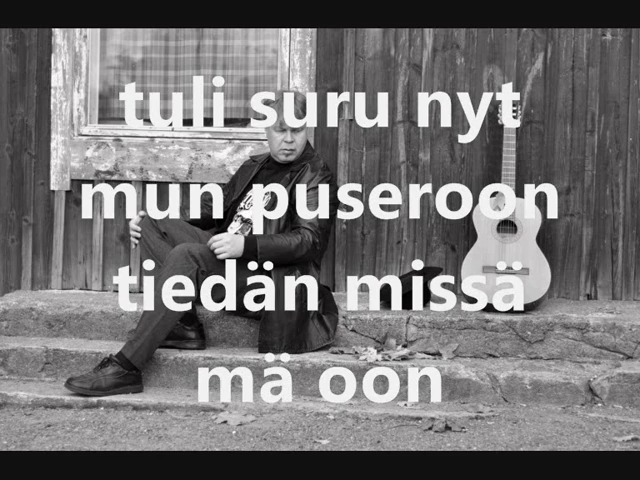 tuli suru nyt
mun puseroon
tiedän missä
mä oon